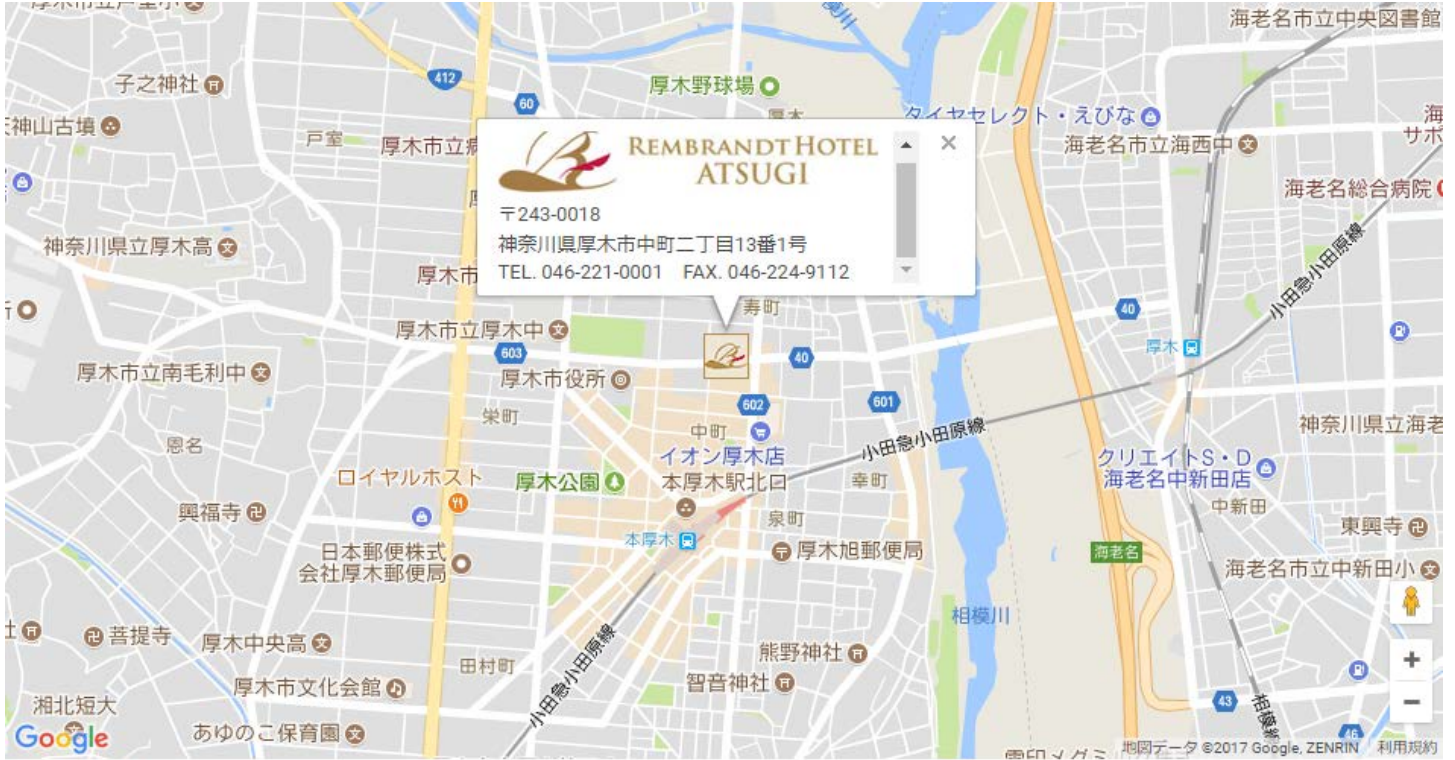 海老名市立中央図書館
子之神社
412
厚木野球場
60
神山古墳
戸室
厚木市立病
厚木
タイヤセレクト・えびな
海老名市立海西中
海
サポ
REMBRANDT HOTEL
ATSUGI
〒243-0018
神奈川県厚木市中町二丁目13番1号
TEL. 046-221-0001 FAX. 046-224-9112
海老名総合病院
神奈川県立厚木高
厚木市
小田急小田原線
寿町
40
厚木市立厚木中
603
40
厚木
厚木市立南毛利中
厚木市役所
602
601
栄町
中町
小田急小田原線
神奈川県立海老
恩名
イオン厚木店
クリエイトS・D
海老名中新田店
ロイヤルホスト
厚木公園
本厚木駅北口
幸町
中新田
興福寺
泉町
東興寺
本厚木
厚木旭郵便局
日本郵便株式
会社厚木郵便局
海老名
海老名市立中新田小
相模川
菩提寺
厚木中央高
田村町
熊野神社
小田急小田原線
智音神社
厚木市文化会館
湘北短大
43
相模線
Google
あゆのこ保育園
46
地図データ ©2017 Google, ZENRIN
利用規約